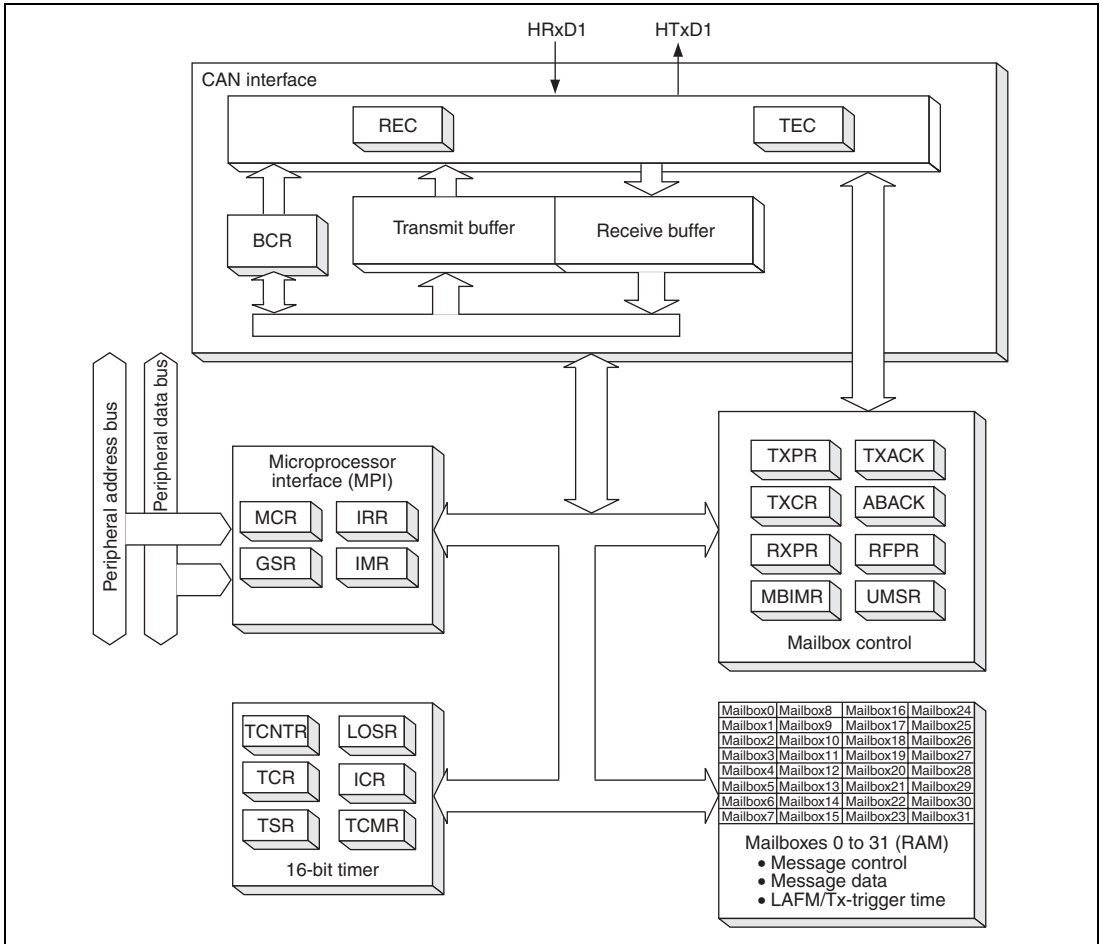 HRxD1 HTxD1
CAN interface
REC TEC
BCR Transmit buffer Receive buffer
Peripheral address bus
Peripheral data bus
Microprocessor
interface (MPI)
MCR IRR
GSR IMR
TXPR TXACK
TXCR ABACK
RXPR RFPR
MBIMR UMSR
Mailbox control
TCNTR LOSR
TCR ICR
TSR TCMR
16-bit timer
Mailbox0 Mailbox8 Mailbox16 Mailbox24
Mailbox1 Mailbox9 Mailbox17 Mailbox25
Mailbox2 Mailbox10 Mailbox18 Mailbox26
Mailbox3 Mailbox11 Mailbox19 Mailbox27
Mailbox4 Mailbox12 Mailbox20 Mailbox28
Mailbox5 Mailbox13 Mailbox21 Mailbox29
Mailbox6 Mailbox14 Mailbox22 Mailbox30
Mailbox7 Mailbox15 Mailbox23 Mailbox31
Mailboxes 0 to 31 (RAM)
• Message control
• Message data
• LAFM/Tx-trigger time